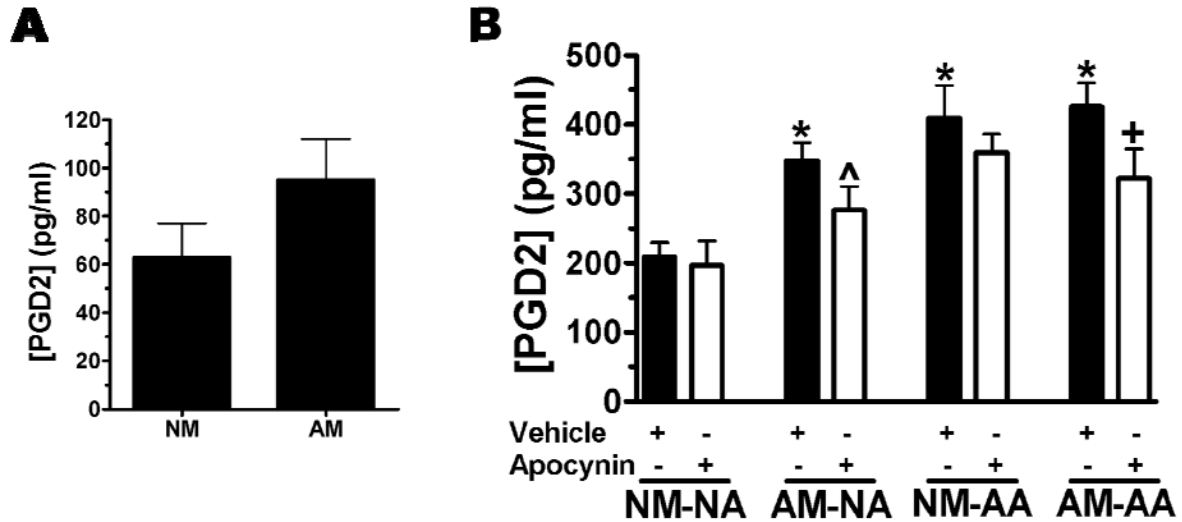 A
[PGD2] (pg/ml)
120
100
80
60
40
20
0
NM AM
B
[PGD2] (pg/ml)
500
400
300
200
100
0
* ^ * * +
Vehicle + - + - + - + -
Apocynin - + - + - + - +
NM-NA AM-NA NM-AA AM-AA